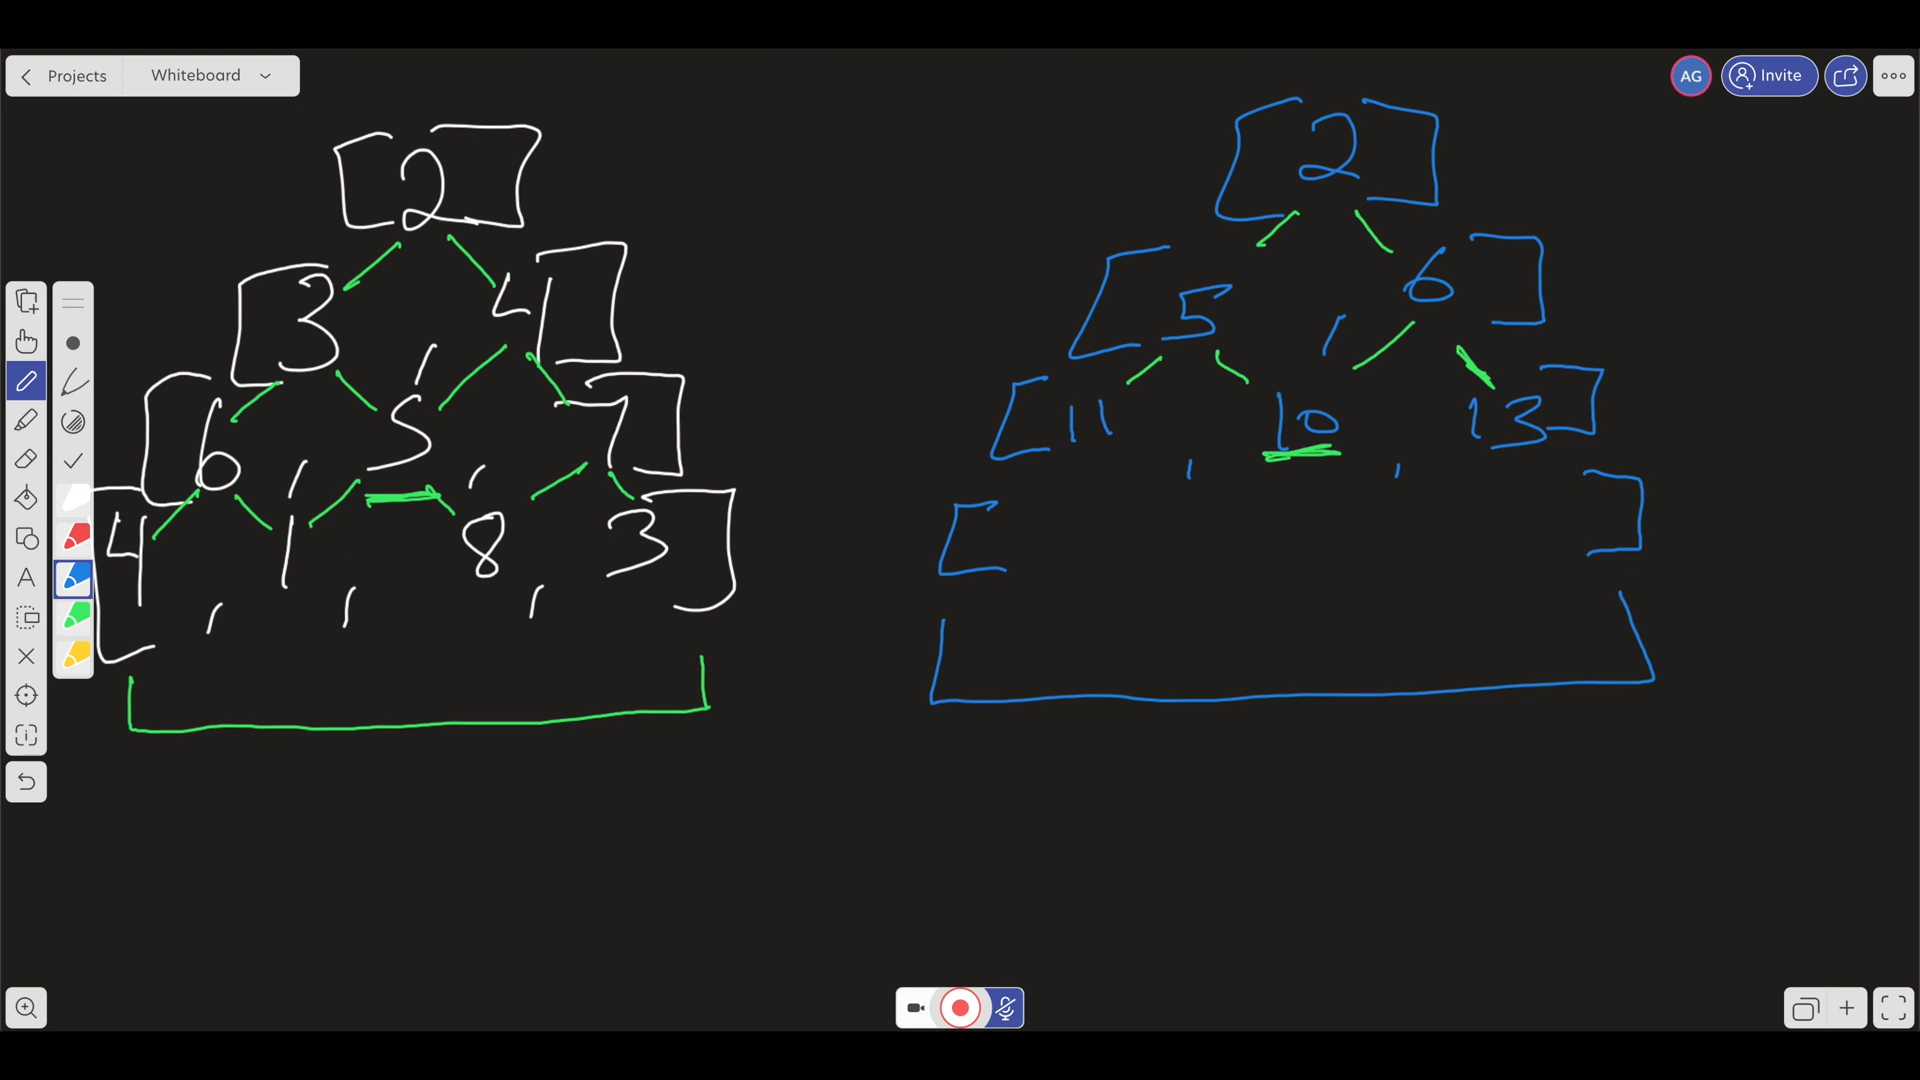 Projects Whiteboard
AG Invite
[2]
[3, 4]
[6, 5, 7]
[4, 1, 8, 3]
[2]
[5, 6]
[11, 10, 13]
[ ]
A